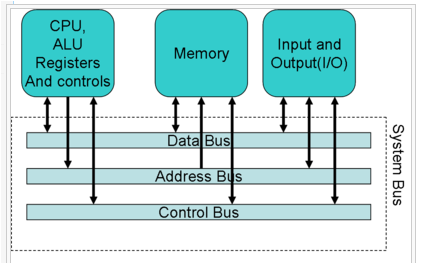 CPU,
ALU
Registers
And controls
Memory
Input and
Output(I/O)
Data Bus
Address Bus
Control Bus
System Bus